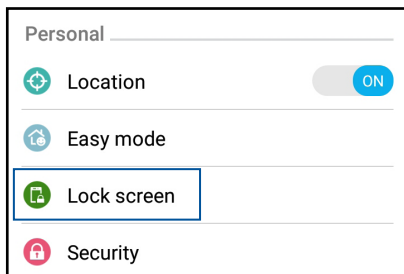 Personal
Location
ON
Easy mode
Lock screen
Security